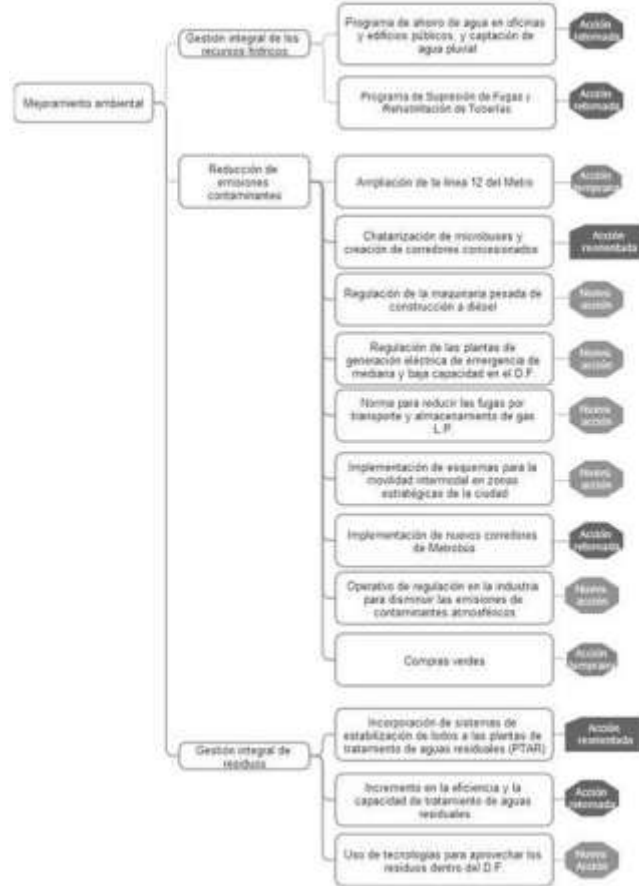 Gestión integral de los
recursos hídricos
Programa de ahorro de agua en oficinas
y edificios públicos, y captación de
agua pluvial
Acción
retomada
Mejoramiento ambiental
Programa de Supresión de Fugas y
Rehabilitación de Tuberías
Acción
retomada
Reducción de
emisiones
contaminantes
Ampliación de la línea 12 del Metro
Acción
temprana
Chatarrización de microbuses y
creación de corredores concesionados
Acción
reorientada
Regulación de la maquinaria pesada de
construcción a diésel
Nueva
acción
Regulación de las plantas de
generación eléctrica de emergencia de
mediana y baja capacidad en el D.F.
Nueva
acción
Norma para reducir las fugas por
transporte y almacenamiento de gas
L.P.
Nueva
acción
Implementación de esquemas para la
movilidad intermodal en zonas
estratégicas de la ciudad
Nueva
acción
Implementación de nuevos corredores
de Metrobús
Acción
retomada
Operativo de regulación en la industria
para disminuir las emisiones de
contaminantes atmosféricos
Nueva
acción
Compras verdes
Acción
temprana
Gestión integral de
residuos
Incorporación de sistemas de
estabilización de lodos a las plantas de
tratamiento de aguas residuales (PTAR)
Acción
reorientada
Incremento en la eficiencia y la
capacidad de tratamiento de aguas
residuales
Acción
retomada
Uso de tecnologías para aprovechar los
residuos dentro del D.F.
Nueva
Acción